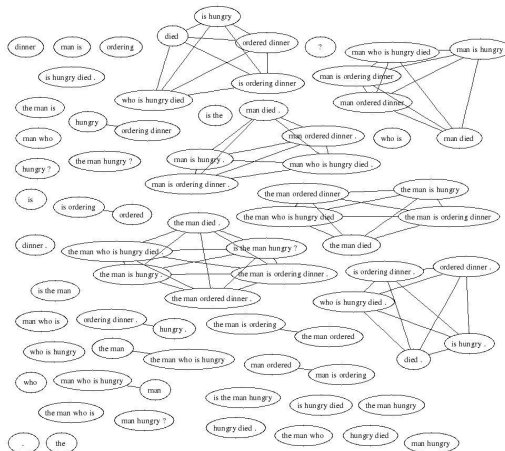 is hungry
died
ordered dinner
dinner
man is
ordering
?
man who is hungry died
man is hungry
is hungry died .
man is ordering dinner
is ordering dinner
who is hungry died
man ordered dinner
the man is
is the
man died .
hungry
ordering dinner
man ordered dinner .
man who
who is
man died
the man hungry ?
man is hungry .
man who is hungry died .
hungry ?
man is ordering dinner .
is
the man ordered dinner
the man is hungry
is ordering
ordered
the man who is hungry died
the man is ordering dinner
the man died .
dinner .
the man who is hungry died .
is the man hungry ?
the man died
the man is hungry .
the man is ordering dinner .
is ordering dinner .
ordered dinner .
is the man
the man ordered dinner .
who is hungry died .
man who is
ordering dinner .
hungry .
the man is ordering
the man ordered
is hungry .
who is hungry
the man
the man who is hungry
died .
man ordered
man is ordering
who
man who is hungry
man
is the man hungry
is hungry died
the man hungry
the man who is
man hungry ?
hungry died .
the man who
hungry died
man hungry
.
the